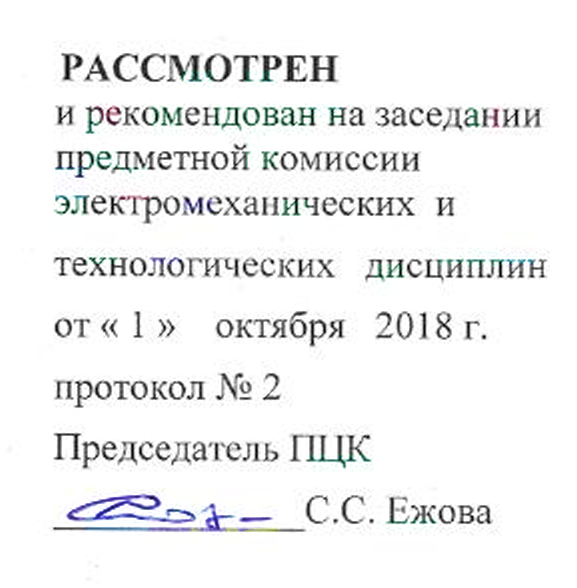 РАССМОТРЕН
и рекомендован на заседании
предметной комиссии
электромеханических и
технологических дисциплин
от « 1 » октября 2018 г.
протокол № 2
Председатель ПЦК
С.С. Ежова